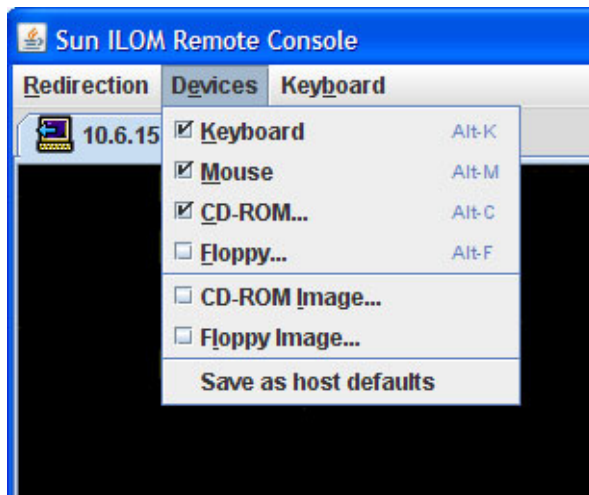 Sun ILOM Remote Console
Redirection Devices Keyboard
10.6.15
Keyboard Alt-K
Mouse Alt-M
CD-ROM... Alt-C
Floppy... Alt-F
CD-ROM Image...
Floppy Image...
Save as host defaults